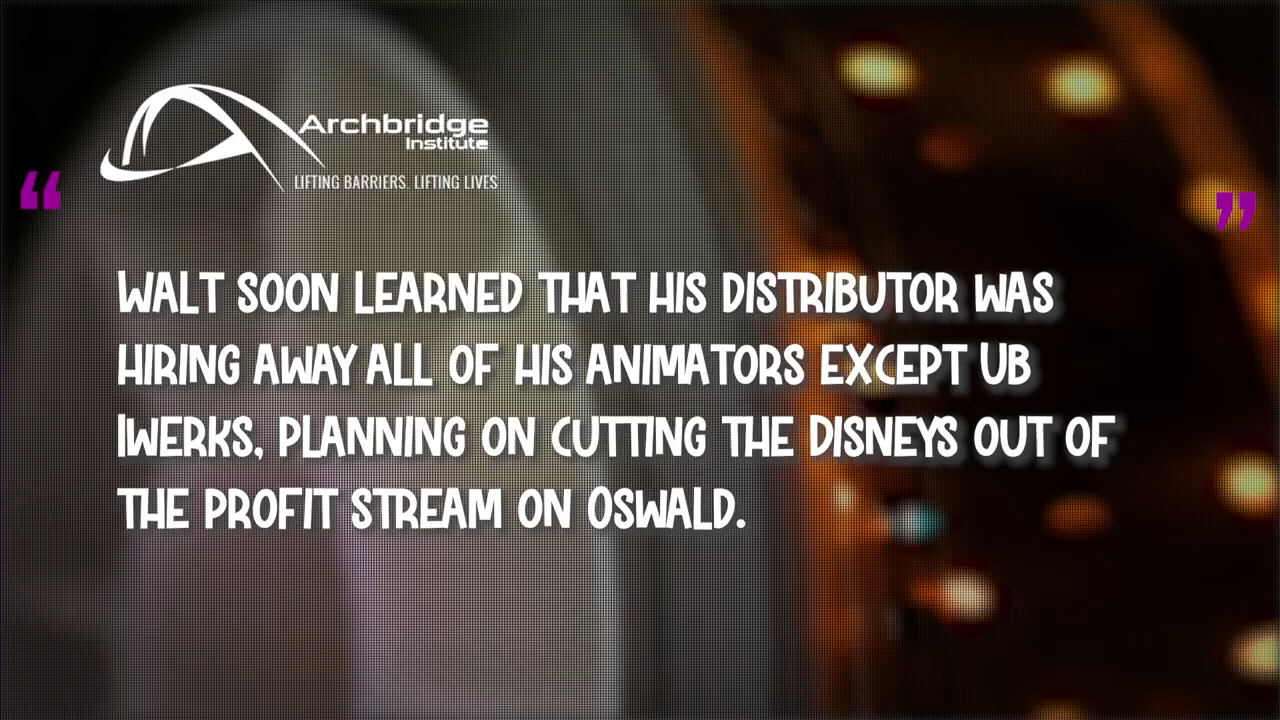 Archbridge
Institute
LIFTING BARRIERS. LIFTING LIVES
“ ”
WALT SOON LEARNED THAT HIS DISTRIBUTOR WAS
HIRING AWAY ALL OF HIS ANIMATORS EXCEPT UB
IWERKS, PLANNING ON CUTTING THE DISNEYS OUT OF
THE PROFIT STREAM ON OSWALD.